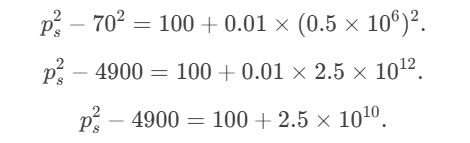 p_s^2 − 70^2 = 100 + 0.01 × (0.5 × 10^6)^2.
p_s^2 − 4900 = 100 + 0.01 × 2.5 × 10^12.
p_s^2 − 4900 = 100 + 2.5 × 10^10.